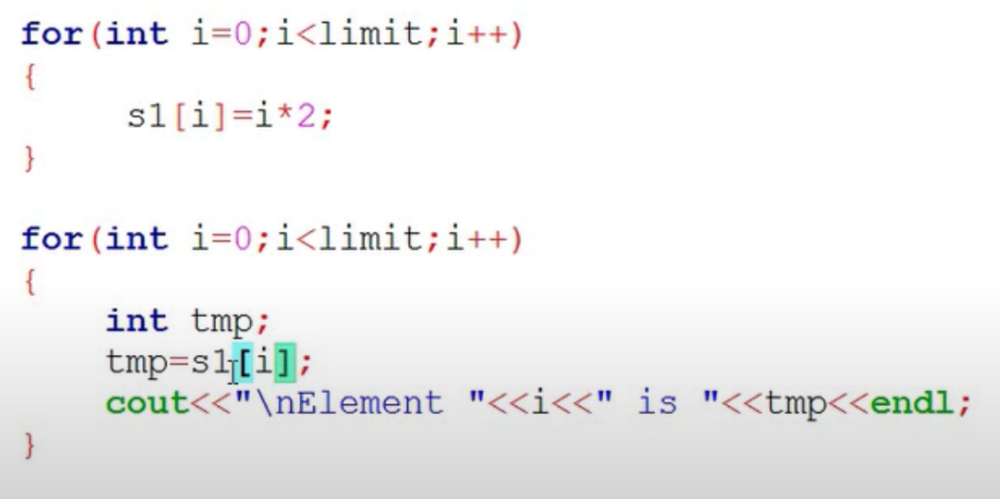 for(int i=0;i<limit;i++)
{
s1[i]=i*2;
}
for(int i=0;i<limit;i++)
{
int tmp;
tmp=s1[i];
cout<<"\nElement "<<i<<" is "<<tmp<<endl;
}